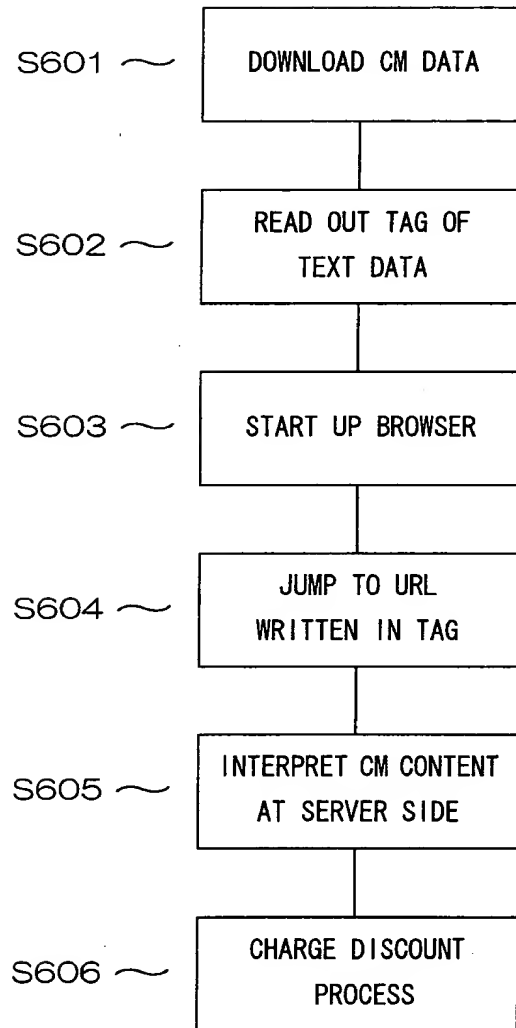 S601
DOWNLOAD CM DATA
S602
READ OUT TAG OF
TEXT DATA
S603
START UP BROWSER
S604
JUMP TO URL
WRITTEN IN TAG
S605
INTERPRET CM CONTENT
AT SERVER SIDE
S606
CHARGE DISCOUNT
PROCESS